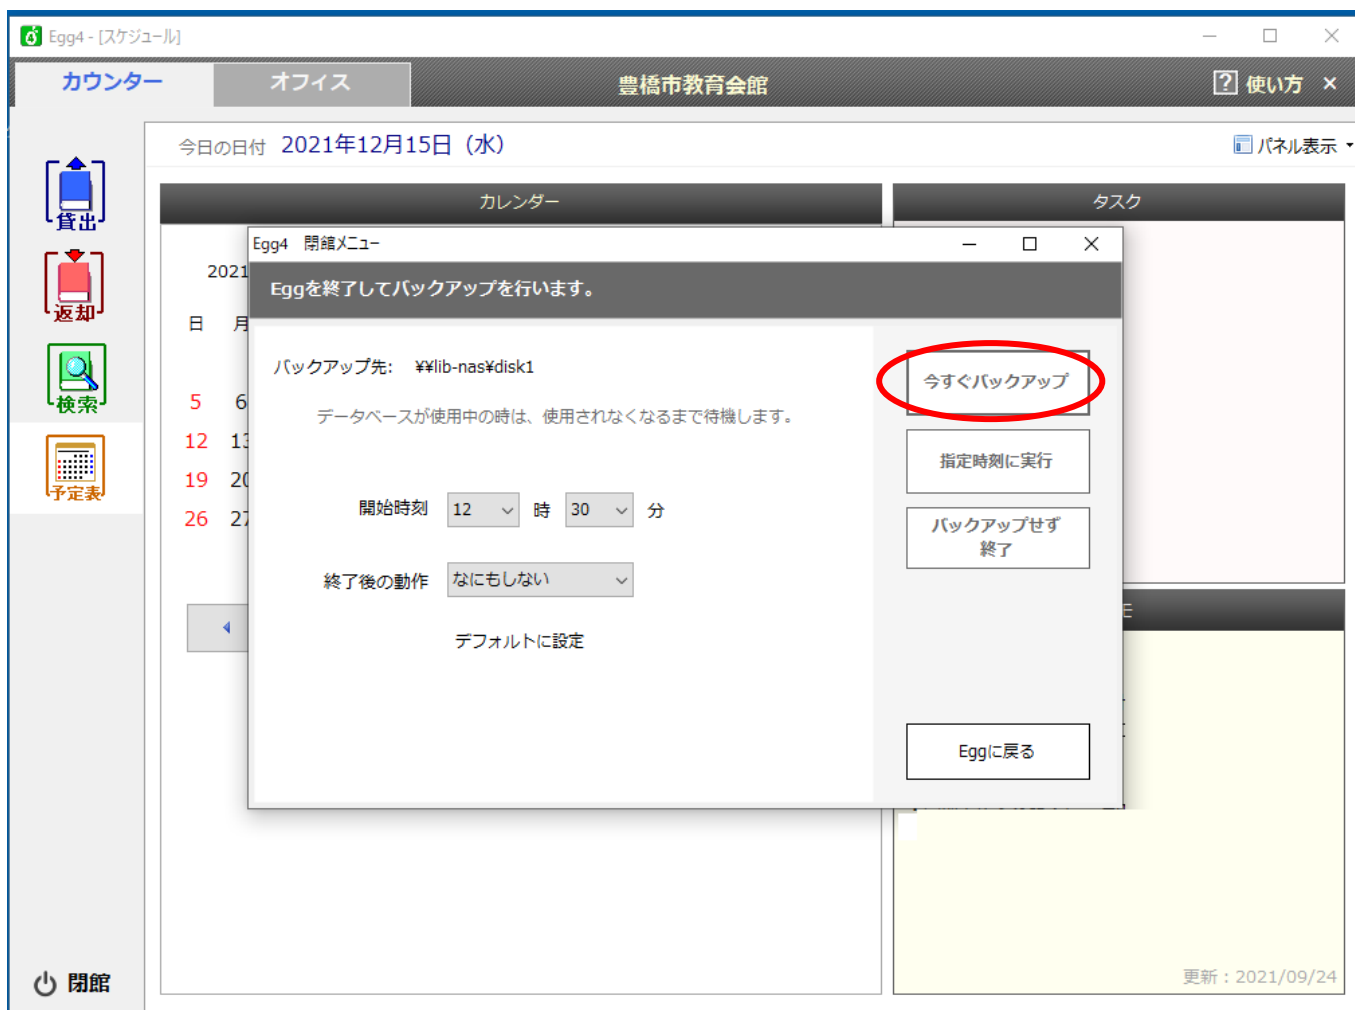 Egg4 - [スケジュール]
カウンター
オフィス
豊橋市教育会館
? 使い方 ×
今日の日付 2021年12月15日（水）
パネル表示
貸出
返却
検索
予定表
カレンダー
タスク
2021
日 月
5 6
12 13
19 20
26 27
Egg4 閉館メニュー
Eggを終了してバックアップを行います。
バックアップ先: ¥¥lib-nas¥disk1
データベースが使用中の時は、使用されなくなるまで待機します。
開始時刻 12 時 30 分
終了後の動作 なにもしない
デフォルトに設定
今すぐバックアップ
指定時刻に実行
バックアップせず
終了
Eggに戻る
更新：2021/09/24
閉館